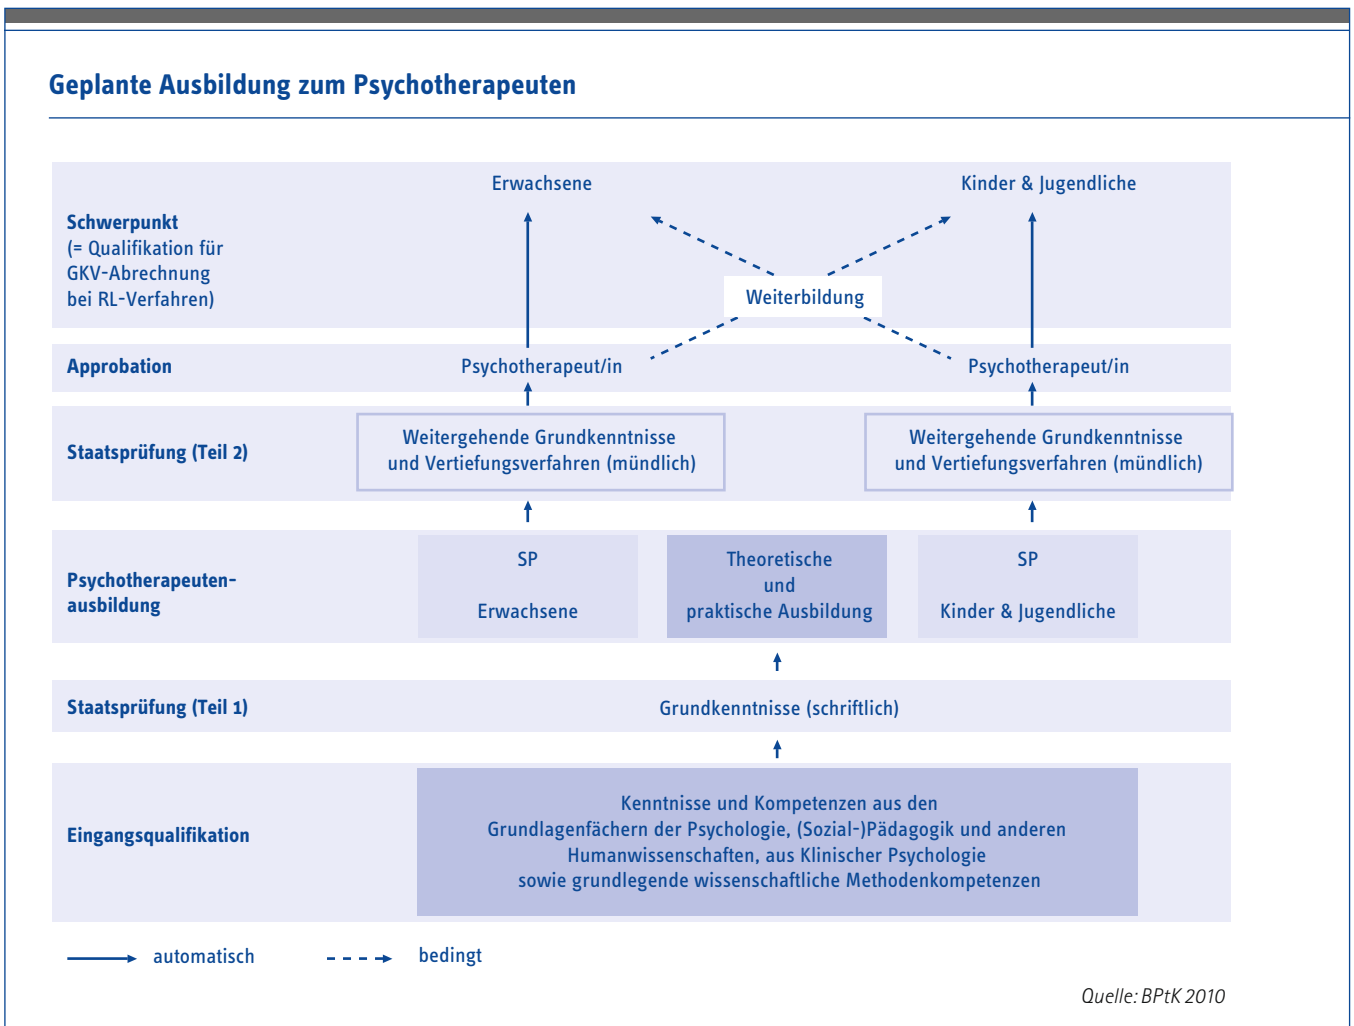 Geplante Ausbildung zum Psychotherapeuten
Erwachsene
Kinder & Jugendliche
Schwerpunkt
(= Qualifikation für
GKV-Abrechnung
bei RL-Verfahren)
Weiterbildung
Approbation
Psychotherapeut/in
Psychotherapeut/in
Staatsprüfung (Teil 2)
Weitergehende Grundkenntnisse
und Vertiefungsverfahren (mündlich)
Weitergehende Grundkenntnisse
und Vertiefungsverfahren (mündlich)
Psychotherapeuten-
ausbildung
SP
Erwachsene
Theoretische
und
praktische Ausbildung
SP
Kinder & Jugendliche
Staatsprüfung (Teil 1)
Grundkenntnisse (schriftlich)
Eingangsqualifikation
Kenntnisse und Kompetenzen aus den
Grundlagenfächern der Psychologie, (Sozial-)Pädagogik und anderen
Humanwissenschaften, aus Klinischer Psychologie
sowie grundlegende wissenschaftliche Methodenkompetenzen
automatisch
bedingt
Quelle: BPtK 2010